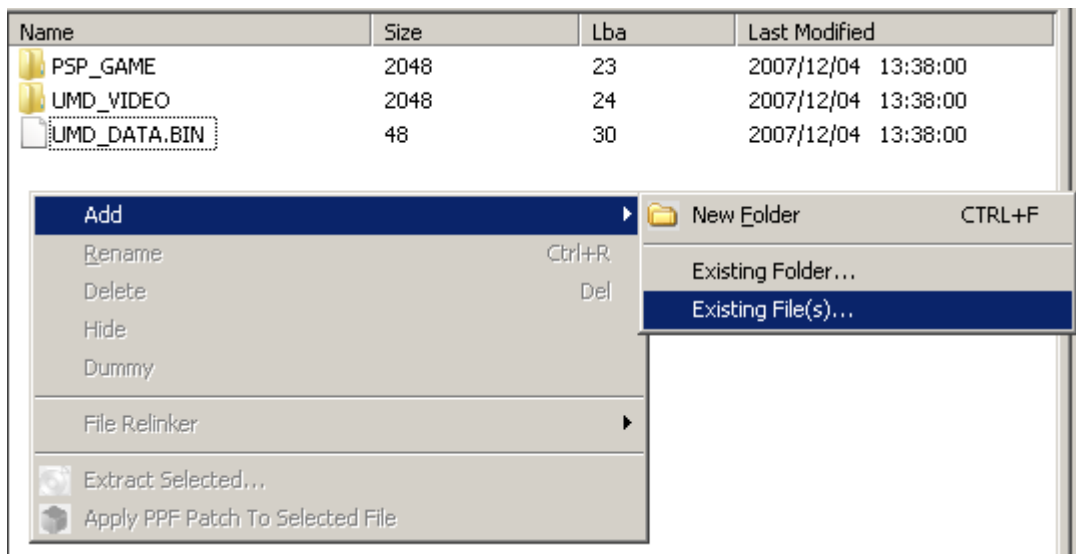 Name Size Lba Last Modified
PSP_GAME 2048 23 2007/12/04 13:38:00
UMD_VIDEO 2048 24 2007/12/04 13:38:00
UMD_DATA.BIN 48 30 2007/12/04 13:38:00
Add
Rename Ctrl+R
Delete Del
Hide
Dummy
File Relinker
Extract Selected...
Apply PPF Patch To Selected File
New Folder CTRL+F
Existing Folder...
Existing File(s)...